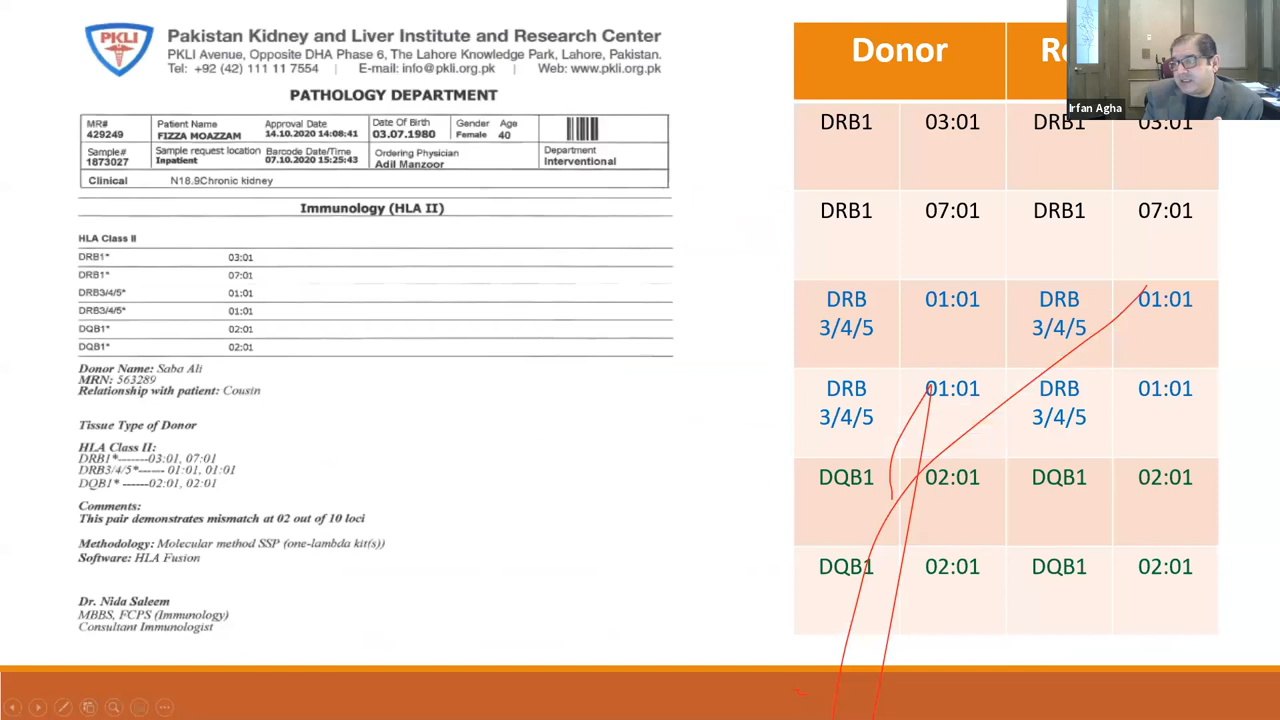 PKLI
Pakistan Kidney and Liver Institute and Research Center
PKLI Avenue, Opposite DHA Phase 6, The Lahore Knowledge Park, Lahore, Pakistan.
Tel: +92 (42) 111 11 7554 | E-mail: info@pkli.org.pk | Web: www.pkli.org.pk
PATHOLOGY DEPARTMENT
MR# Patient Name Approval Date Date Of Birth Gender Age
429249 FIZZA MOAZZAM 14.10.2020 14:08:41 03.07.1980 Female 40
Sample# Sample request location Barcode Date/Time Ordering Physician Department
1873027 Inpatient 07.10.2020 15:25:43 Adil Manzoor Interventional
Clinical N18.9Chronic kidney
Immunology (HLA II)
HLA Class II
DRB1* 03:01
DRB1* 07:01
DRB3/4/5* 01:01
DRB3/4/5* 01:01
DQB1* 02:01
DQB1* 02:01
Donor Name: Saba Ali
MRN: 563289
Relationship with patient: Cousin
Tissue Type of Donor
HLA Class II:
DRB1*-------03:01, 07:01
DRB3/4/5*------ 01:01, 01:01
DQB1* ------02:01, 02:01
Comments:
This pair demonstrates mismatch at 02 out of 10 loci
Methodology: Molecular method SSP (one-lambda kit(s))
Software: HLA Fusion
Dr. Nida Saleem
MBBS, FCPS (Immunology)
Consultant Immunologist
Donor
Irfan Agha
DRB1 03:01 DRB1 03:01
DRB1 07:01 DRB1 07:01
DRB 01:01 DRB 01:01
3/4/5 3/4/5
DRB 01:01 DRB 01:01
3/4/5 3/4/5
DQB1 02:01 DQB1 02:01
DQB1 02:01 DQB1 02:01